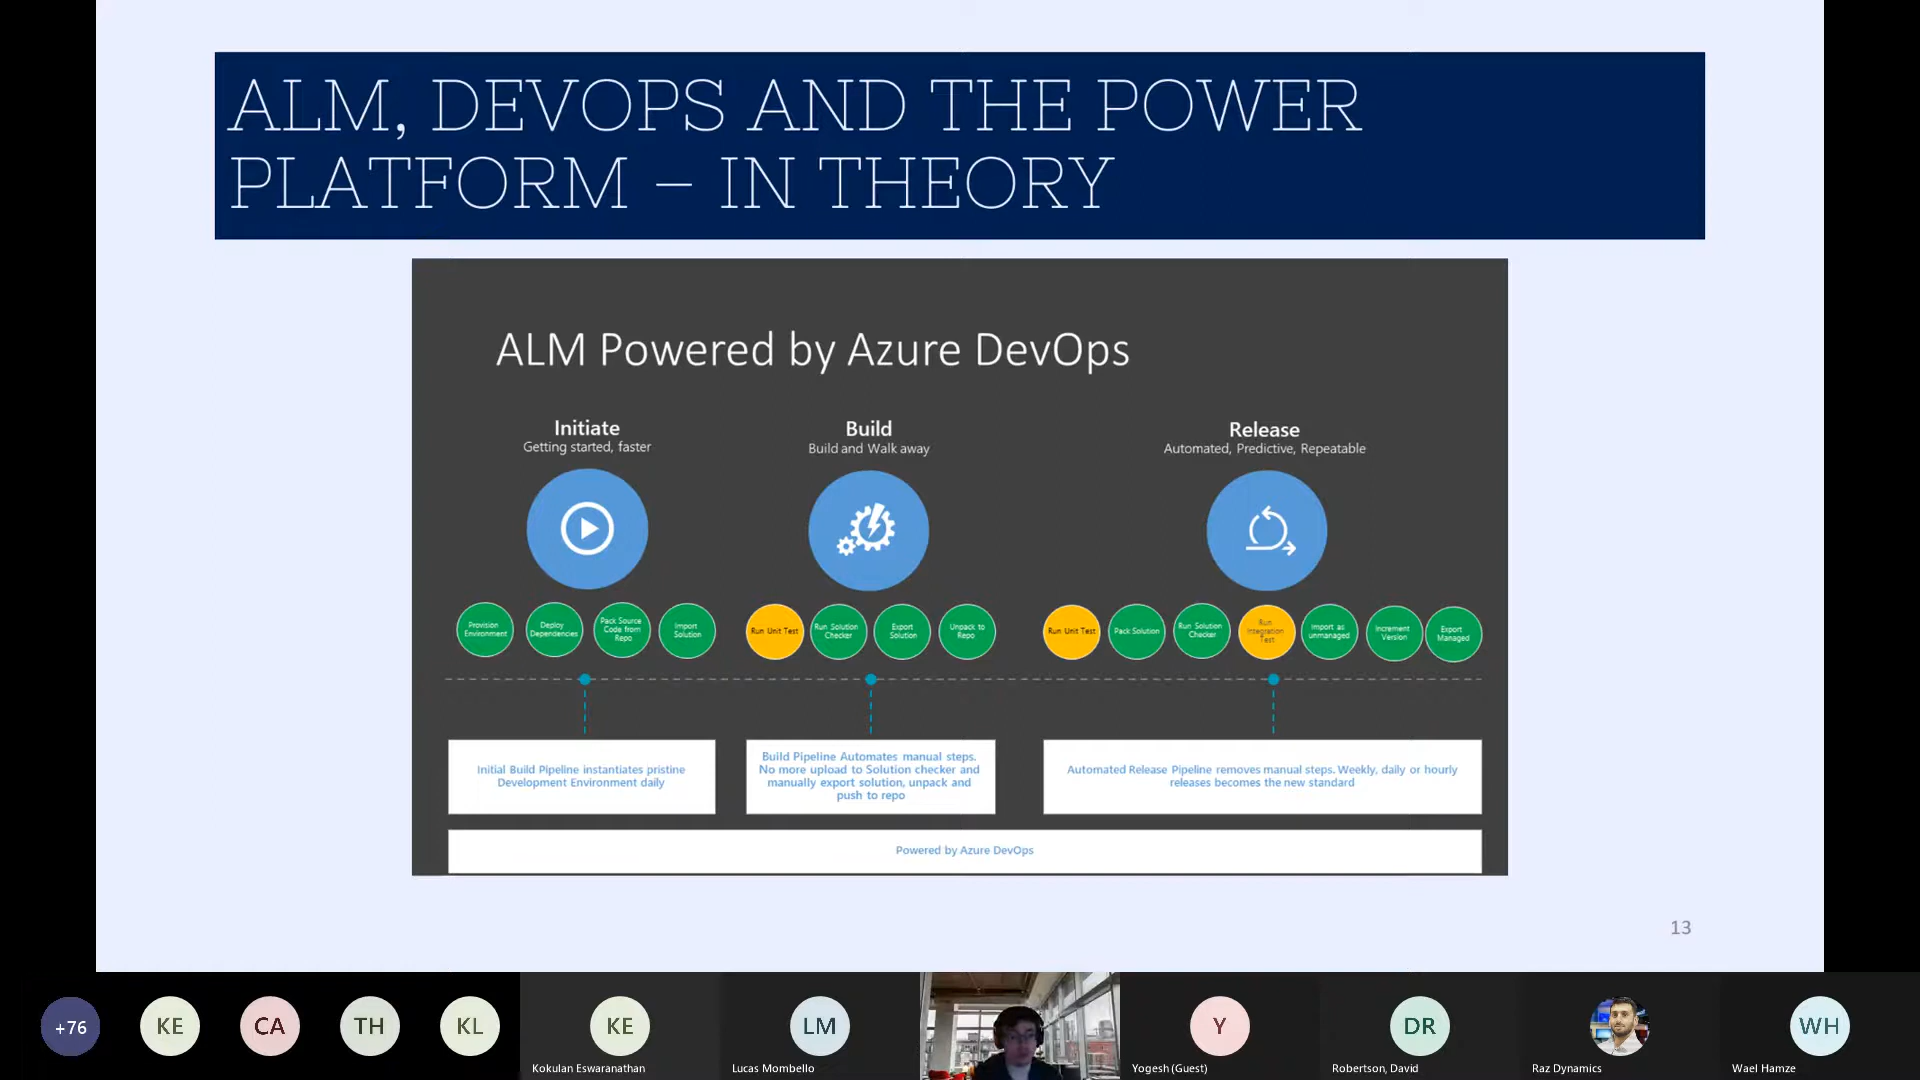 ALM, DEVOPS AND THE POWER
PLATFORM – IN THEORY
ALM Powered by Azure DevOps
Initiate
Getting started, faster
Build
Build and Walk away
Release
Automated, Predictive, Repeatable
Provision
Environment
Deploy
Dependencies
Pack Source
Code from
Repo
Import
Solution
Run Unit Test
Run Solution
Checker
Export
Solution
Unpack to
Repo
Run Unit Test
Pack Solution
Run Solution
Checker
Run
Integration
Test
Import as
unmanaged
Increment
Version
Export
Managed
Initial Build Pipeline instantiates pristine
Development Environment daily
Build Pipeline Automates manual steps.
No more upload to Solution checker and
manually export solution, unpack and
push to repo
Automated Release Pipeline removes manual steps. Weekly, daily or hourly
releases becomes the new standard
Powered by Azure DevOps
13
+76
KE
CA
TH
KL
KE
Kokulan Eswaranathan
LM
Lucas Mombello
Y
Yogesh (Guest)
DR
Robertson, David
Raz Dynamics
WH
Wael Hamze